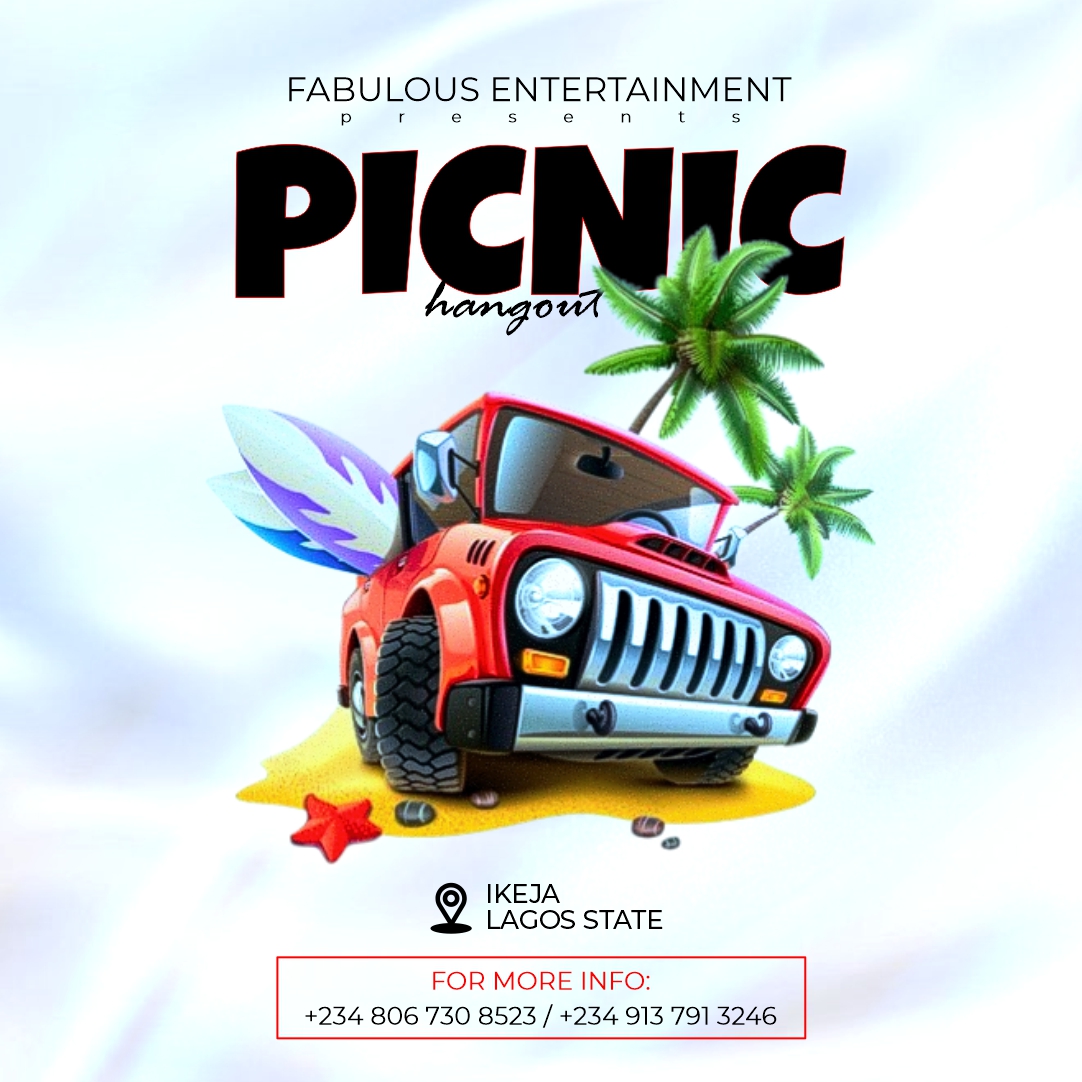 FABULOUS ENTERTAINMENT
presents
PICNIC
hangout
IKEJA
LAGOS STATE
FOR MORE INFO:
+234 806 730 8523 / +234 913 791 3246